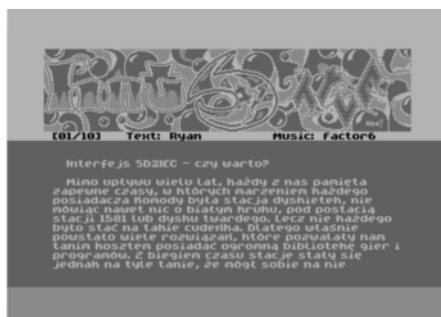 [01/10] Text: Ryan Music: factor6
Interfejs SD2IEC - czy warto?
Mimo upływu wielu lat, każdy z nas pamięta
zapewne czasy, w których marzeniem każdego
posiadacza Komody była stacja dyskietek, nie
mówiąc nawet nic o białym kruku, pod postacią
stacji 1581 lub dysku twardego. Lecz nie każdego
było stać na takie cudeńka. Dlatego właśnie
powstało wiele rozwiązań, które pozwalały nam
tanim kosztem posiadać ogromną bibliotekę gier i
programów. Z biegiem czasu stacje stały się
jednak na tyle tanie, że mógł sobie na nie